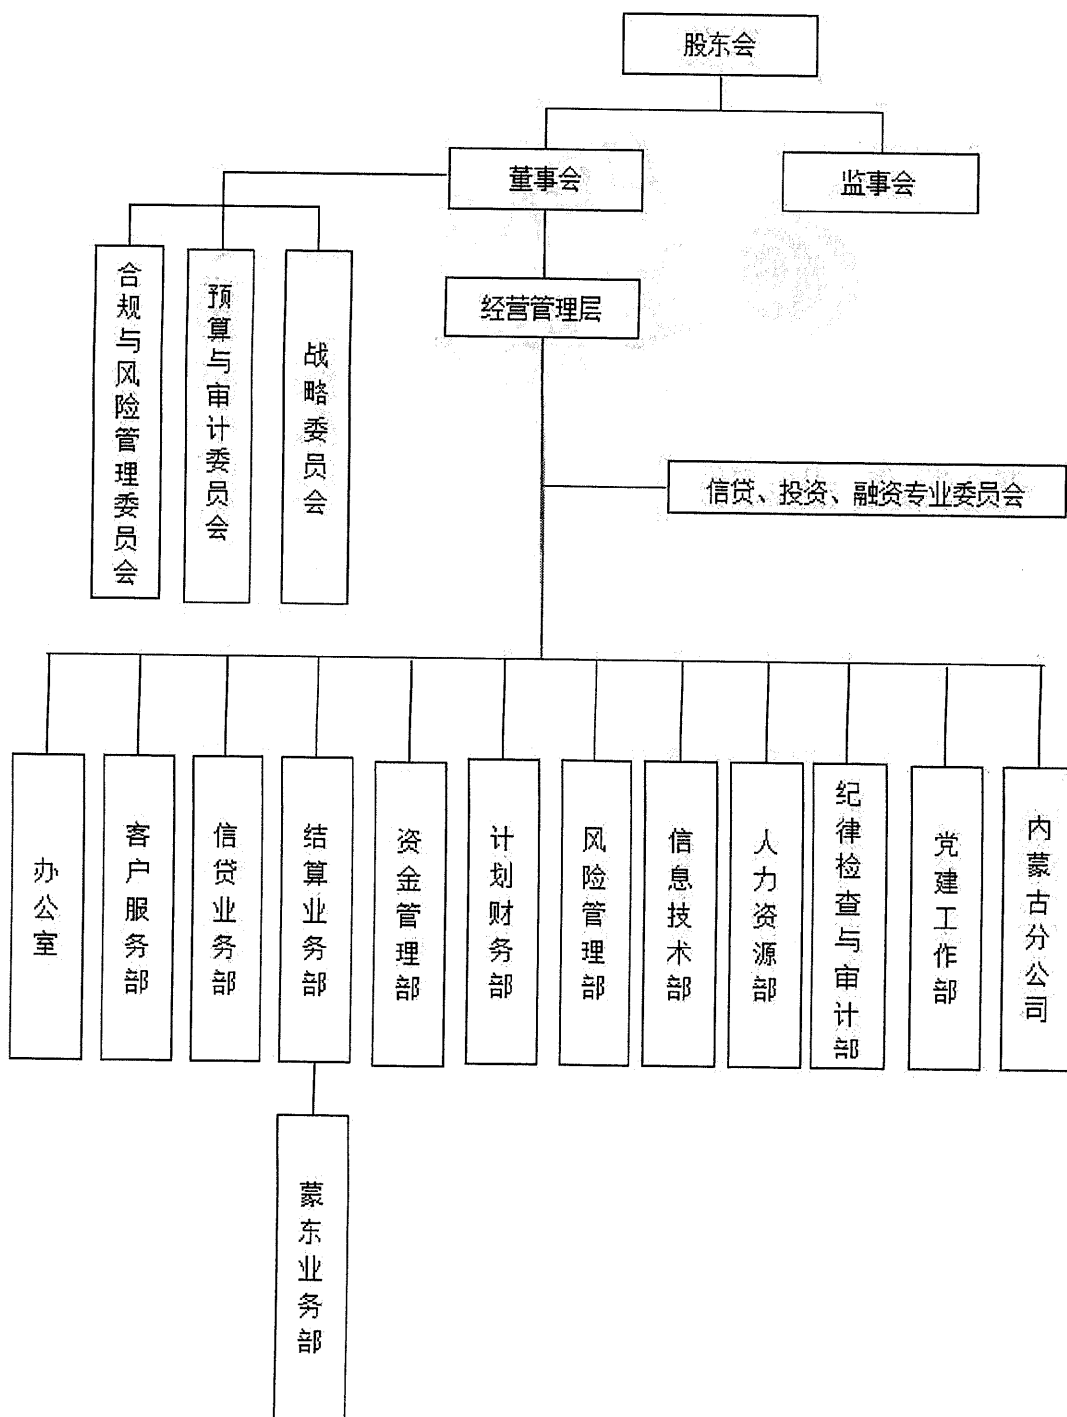 股东会
董事会
监事会
经营管理层
合规与风险管理委员会
预算与审计委员会
战略委员会
信贷、投资、融资专业委员会
办公室
客户服务部
信贷业务部
结算业务部
资金管理部
计划财务部
风险管理部
信息技术部
人力资源部
纪律检查与审计部
党建工作部
内蒙古分公司
蒙东业务部